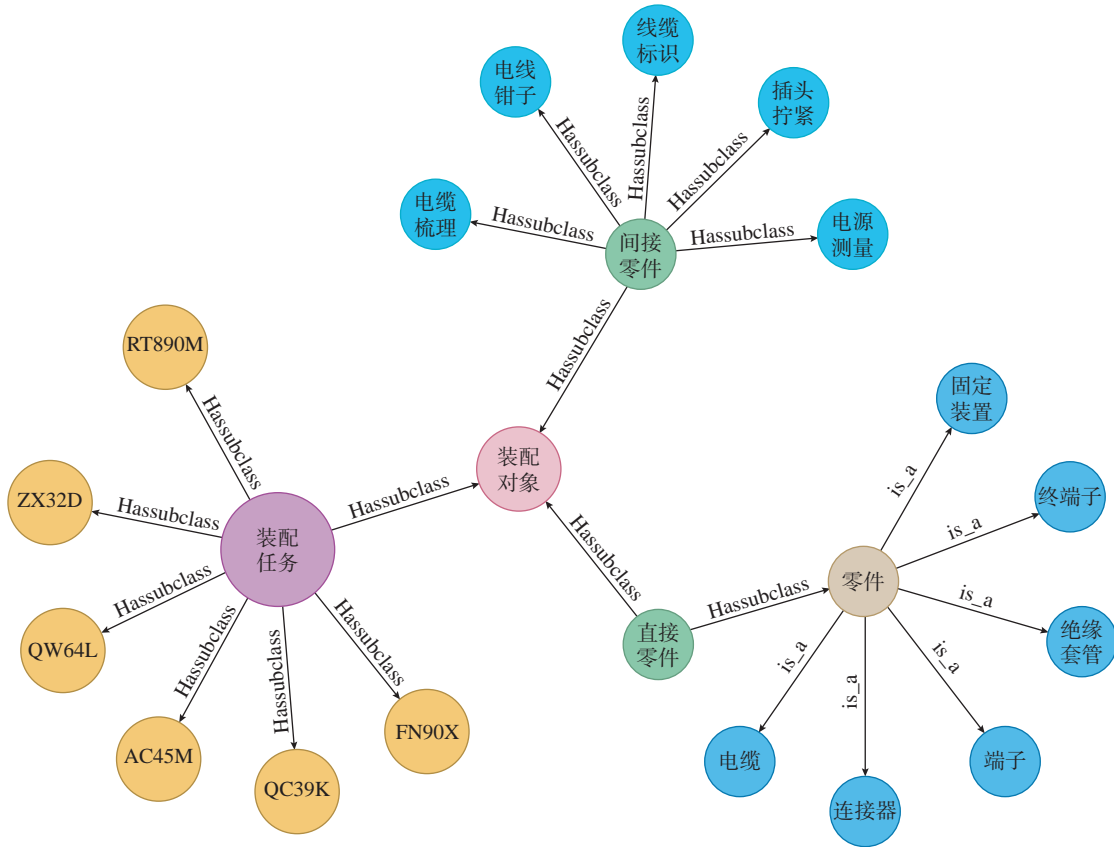 线缆
标识
电线
钳子
插头
拧紧
电缆
梳理
电源
测量
间接
零件
Hassubclass
Hassubclass
Hassubclass
Hassubclass
Hassubclass
Hassubclass
RT890M
ZX32D
QW64L
AC45M
QC39K
FN90X
装配
任务
Hassubclass
Hassubclass
Hassubclass
Hassubclass
Hassubclass
Hassubclass
Hassubclass
装配
对象
Hassubclass
直接
零件
Hassubclass
零件
固定
装置
终端子
绝缘
套管
端子
连接器
电缆
is_a
is_a
is_a
is_a
is_a
is_a